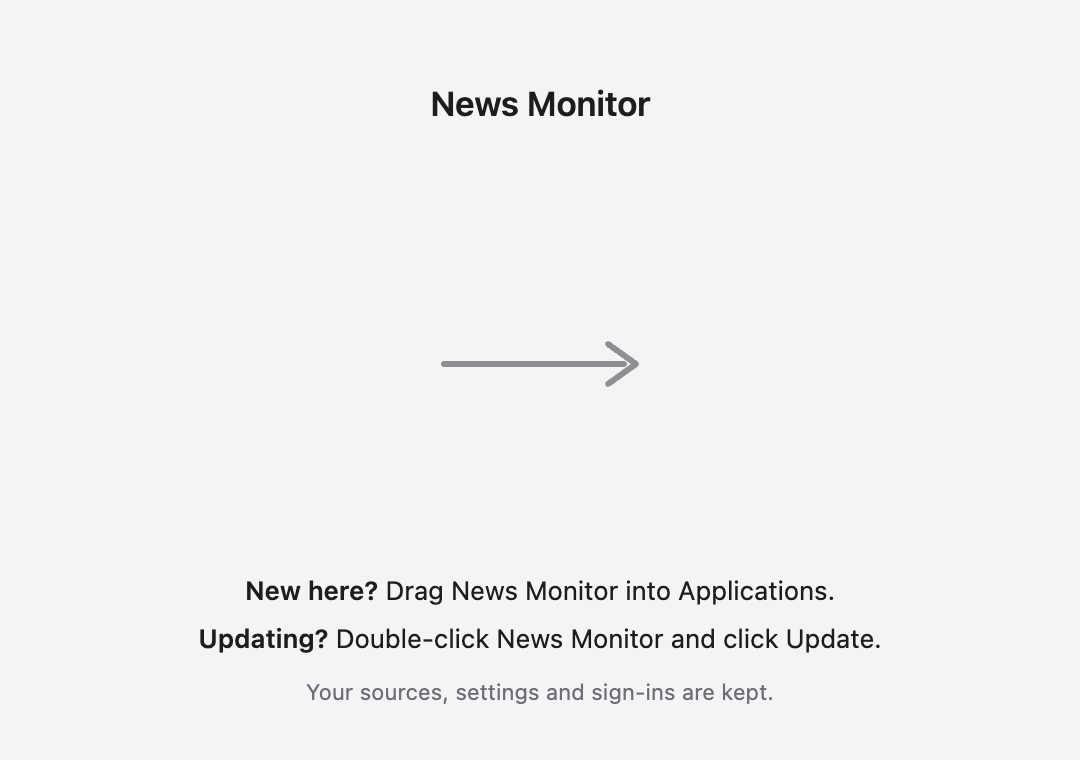 News Monitor
New here? Drag News Monitor into Applications.
Updating? Double-click News Monitor and click Update.
Your sources, settings and sign-ins are kept.